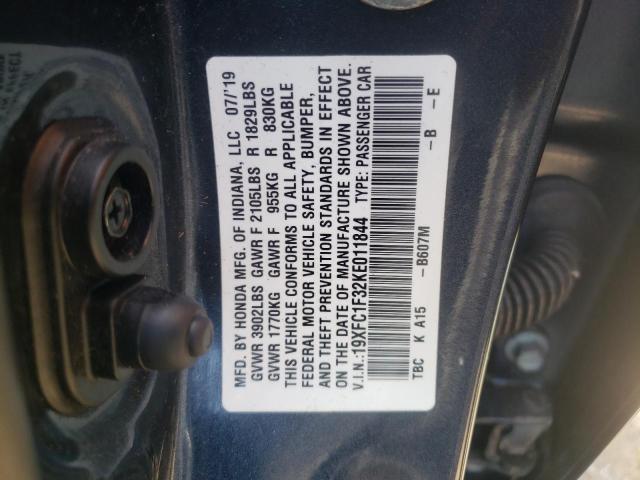 MFD. BY HONDA MFG. OF INDIANA, LLC 07/'19
GVWR 3902LBS GAWR F 2105LBS R 1829LBS
GVWR 1770KG GAWR F 955KG R 830KG
THIS VEHICLE CONFORMS TO ALL APPLICABLE
FEDERAL MOTOR VEHICLE SAFETY, BUMPER,
AND THEFT PREVENTION STANDARDS IN EFFECT
ON THE DATE OF MANUFACTURE SHOWN ABOVE.
V.I.N.:19XFC1F32KE011844 TYPE: PASSENGER CAR
TBC K A15 -B607M -B -E